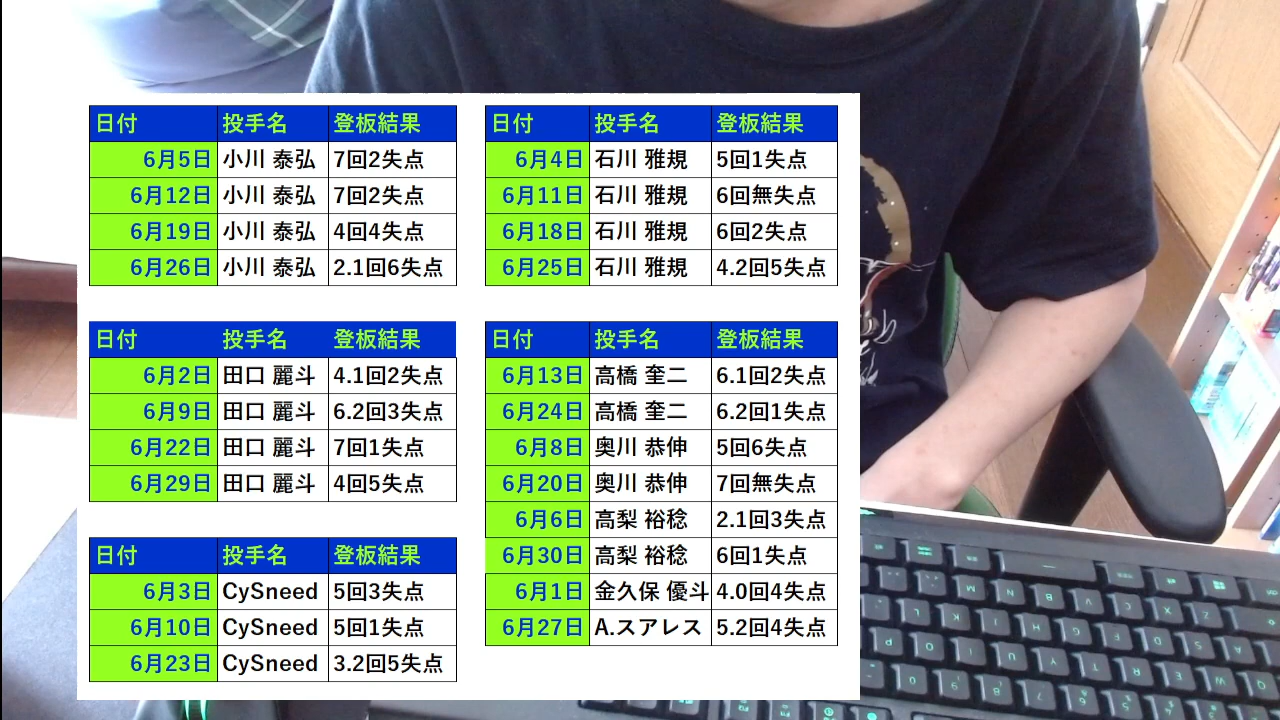 日付 投手名 登板結果
6月5日 小川 泰弘 7回2失点
6月12日 小川 泰弘 7回2失点
6月19日 小川 泰弘 4回4失点
6月26日 小川 泰弘 2.1回6失点
日付 投手名 登板結果
6月2日 田口 麗斗 4.1回2失点
6月9日 田口 麗斗 6.2回3失点
6月22日 田口 麗斗 7回1失点
6月29日 田口 麗斗 4回5失点
日付 投手名 登板結果
6月3日 CySneed 5回3失点
6月10日 CySneed 5回1失点
6月23日 CySneed 3.2回5失点
日付 投手名 登板結果
6月4日 石川 雅規 5回1失点
6月11日 石川 雅規 6回無失点
6月18日 石川 雅規 6回2失点
6月25日 石川 雅規 4.2回5失点
日付 投手名 登板結果
6月13日 高橋 奎二 6.1回2失点
6月24日 高橋 奎二 6.2回1失点
6月8日 奥川 恭伸 5回6失点
6月20日 奥川 恭伸 7回無失点
6月6日 高梨 裕稔 2.1回3失点
6月30日 高梨 裕稔 6回1失点
6月1日 金久保 優斗 4.0回4失点
6月27日 A.スアレス 5.2回4失点